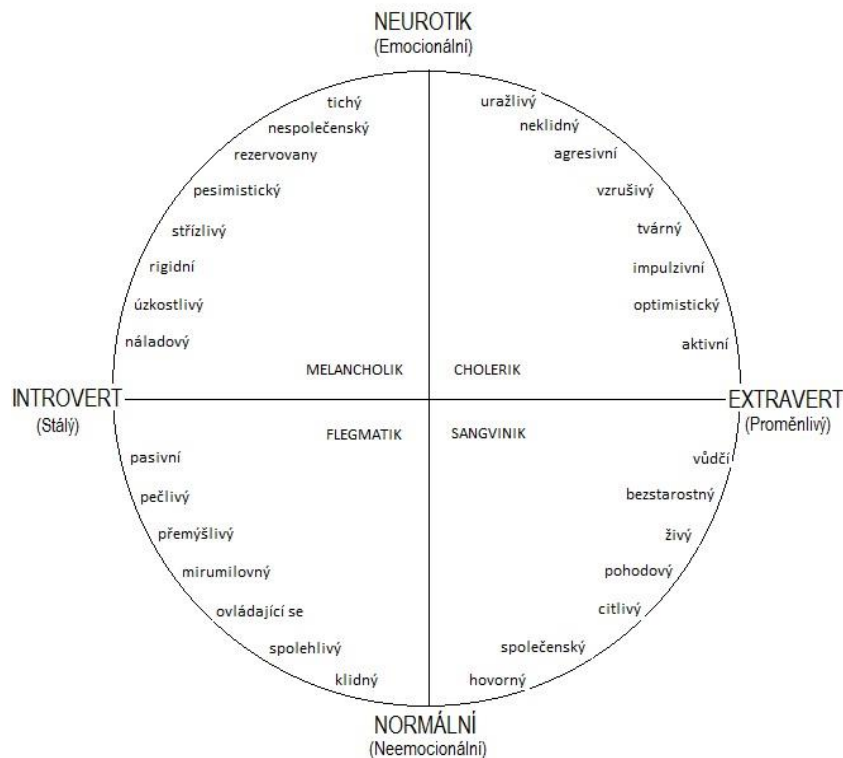 NEUROTIK
(Emocionální)
tichý
nespolečenský
rezervovany
pesimistický
střízlivý
rigidní
úzkostlivý
náladový
uražlivý
neklidný
agresivní
vzrušivý
tvárný
impulzivní
optimistický
aktivní
MELANCHOLIK
CHOLERIK
INTROVERT
(Stálý)
EXTRAVERT
(Proměnlivý)
FLEGMATIK
SANGVINIK
pasivní
pečlivý
přemýšlivý
mirumilovný
ovládající se
spolehlivý
klidný
vůdčí
bezstarostný
živý
pohodový
citlivý
společenský
hovorný
NORMÁLNÍ
(Neemocionální)